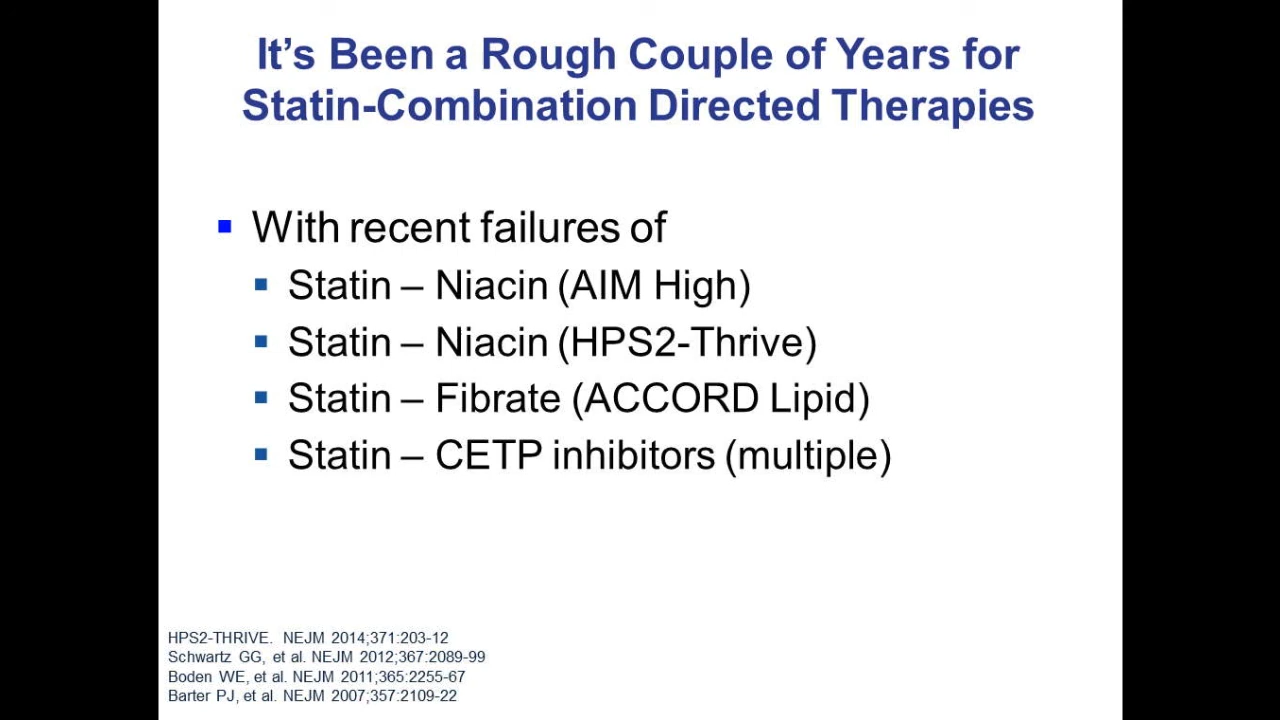 It’s Been a Rough Couple of Years for
Statin-Combination Directed Therapies
With recent failures of
Statin – Niacin (AIM High)
Statin – Niacin (HPS2-Thrive)
Statin – Fibrate (ACCORD Lipid)
Statin – CETP inhibitors (multiple)
HPS2-THRIVE. NEJM 2014;371:203-12
Schwartz GG, et al. NEJM 2012;367:2089-99
Boden WE, et al. NEJM 2011;365:2255-67
Barter PJ, et al. NEJM 2007;357:2109-22